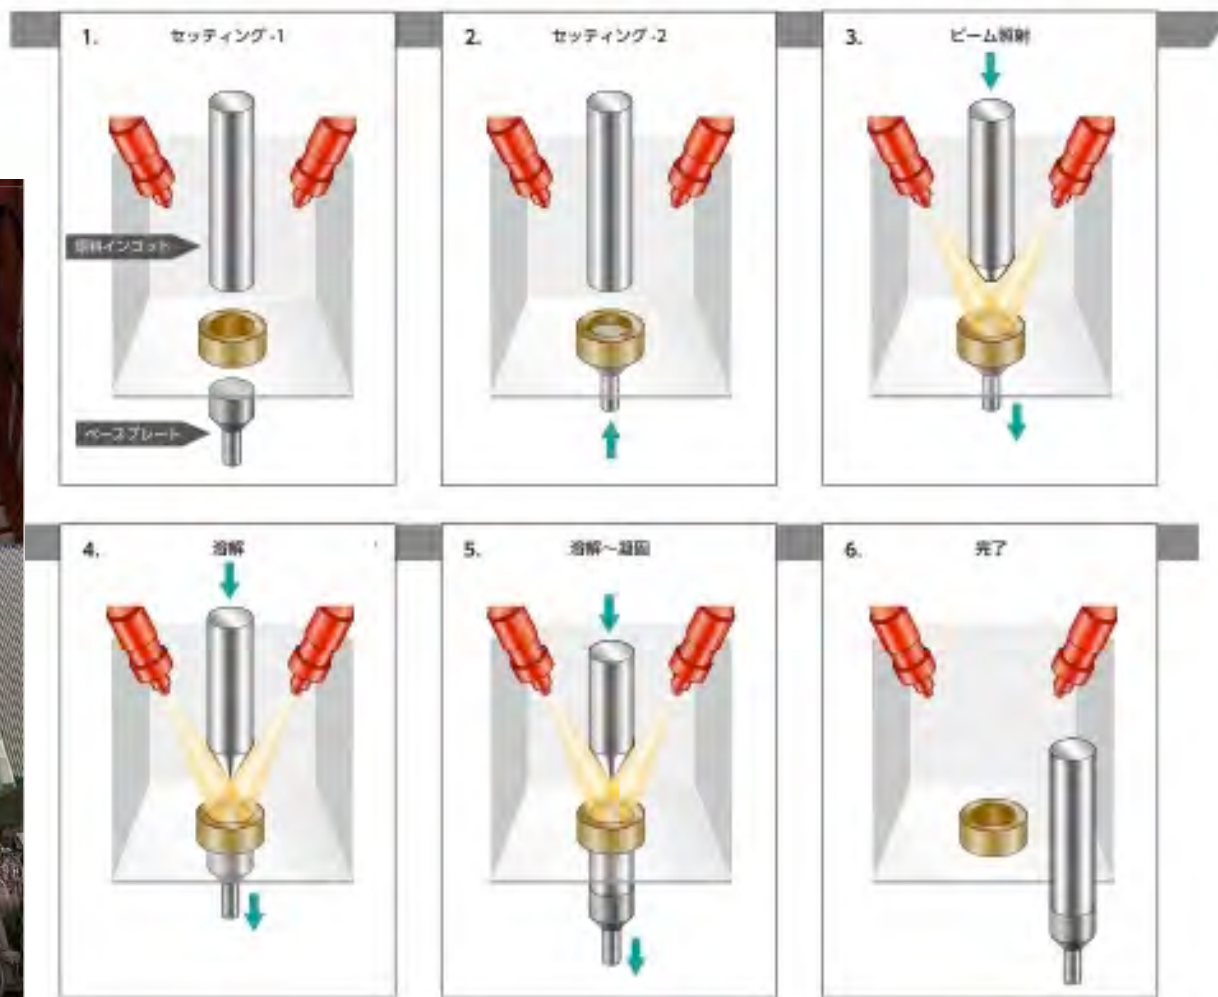 1. セッティング -1
2. セッティング -2
3. ビーム照射
原料インゴット
ベースプレート
4. 溶解
5. 溶解～凝固
6. 完了